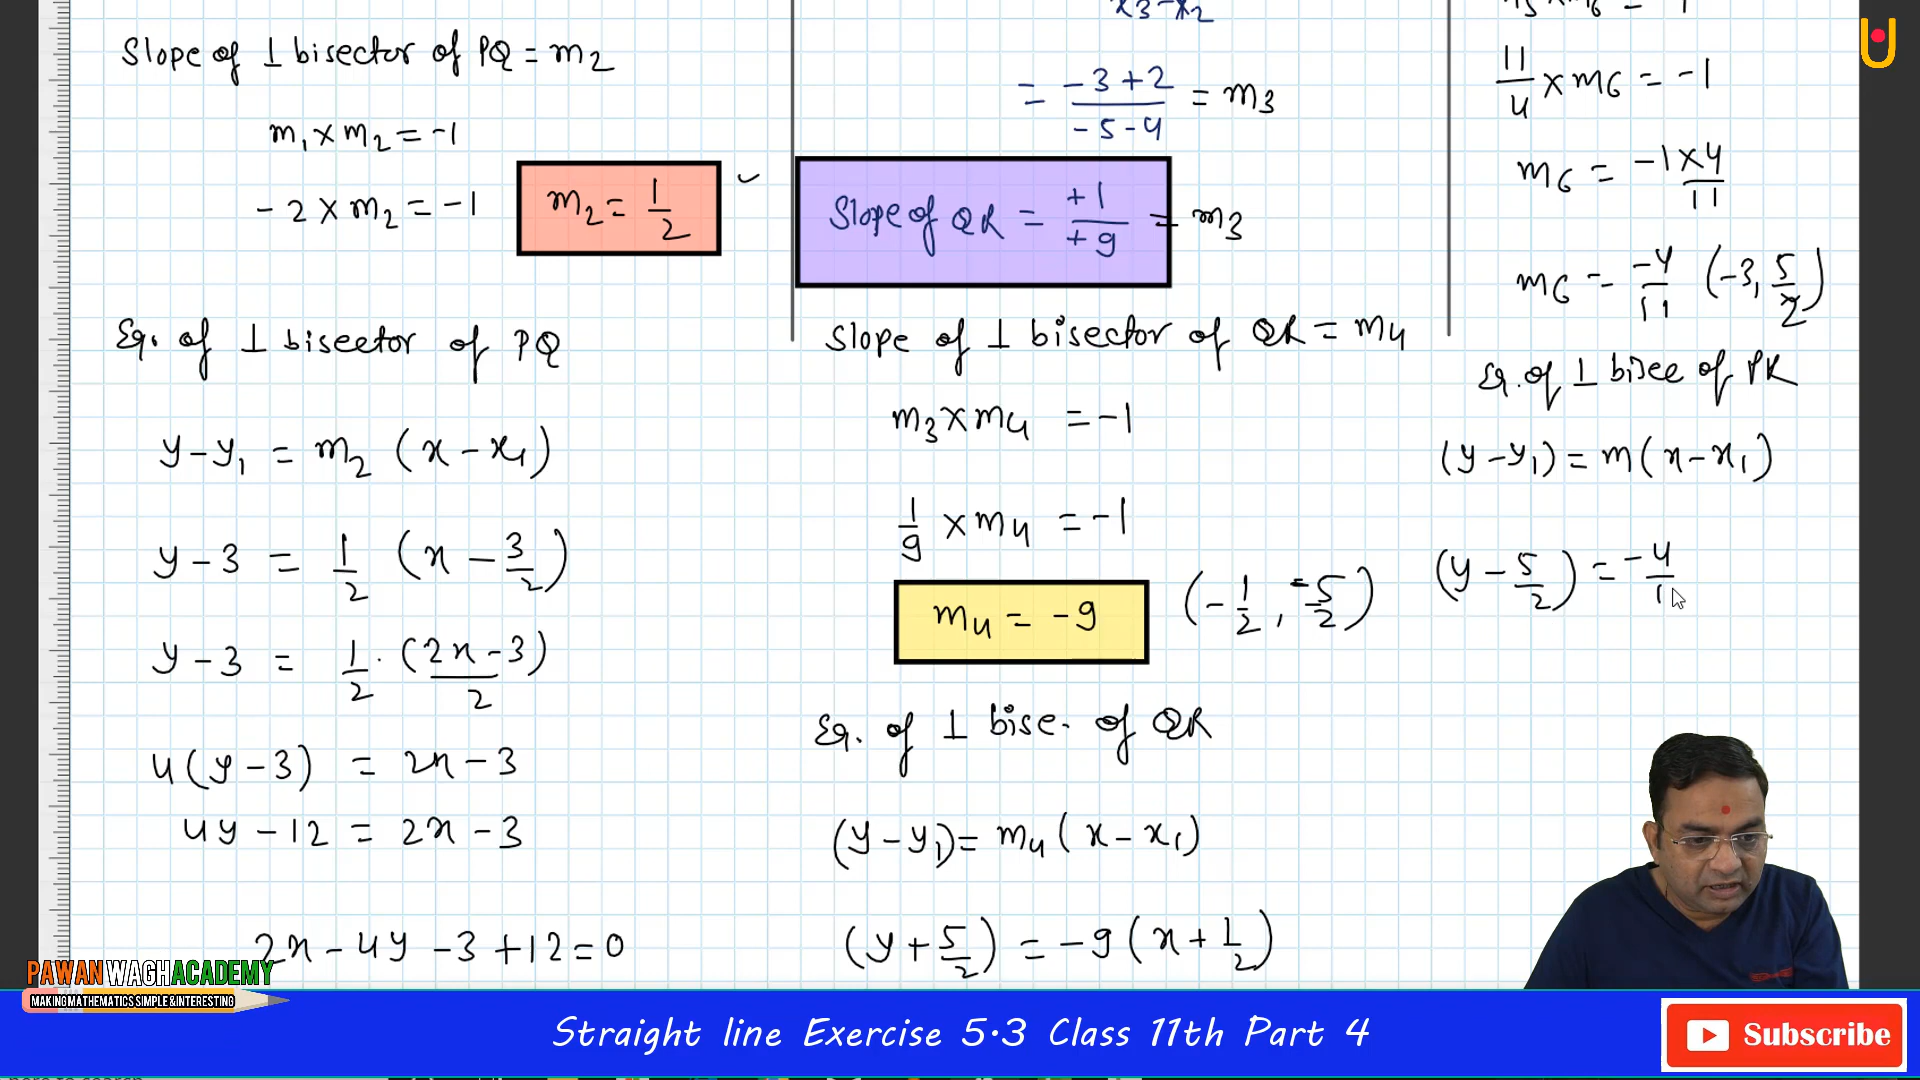 Slope of ⊥ bisector of PQ = m2
m1 × m2 = -1
-2 × m2 = -1
m2 = 1/2
Eq. of ⊥ bisector of PQ
y - y1 = m2 (x - x1)
y - 3 = 1/2 (x - 3/2)
y - 3 = 1/2 · (2x - 3)/2
4(y - 3) = 2x - 3
4y - 12 = 2x - 3
2x - 4y - 3 + 12 = 0
x3 - x2
= (-3 + 2)/(-5 - 4) = m3
Slope of QR = +1/+9 = m3
Slope of ⊥ bisector of QR = m4
m3 × m4 = -1
1/9 × m4 = -1
m4 = -9 (-1/2, -5/2)
Eq. of ⊥ bise. of QR
(y - y1) = m4 (x - x1)
(y + 5/2) = -9 (x + 1/2)
11/4 × m6 = -1
m6 = -1×4/11
m6 = -4/11 (-3, 5/2)
Eq. of ⊥ bisec of PR
(y - y1) = m(x - x1)
(y - 5/2) = -4/1
PAWAN WAGH ACADEMY
MAKING MATHEMATICS SIMPLE & INTERESTING
Straight line Exercise 5.3 Class 11th Part 4
Subscribe